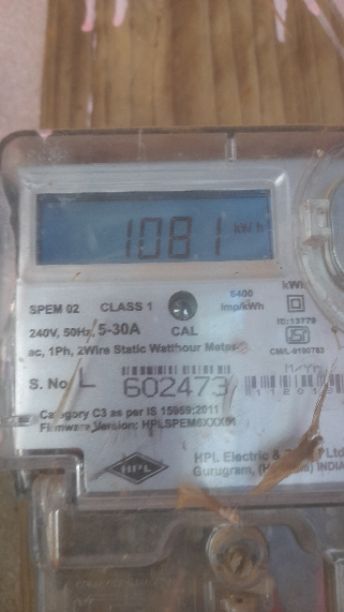 1081 kWh
SPEM 02 CLASS 1 6400 imp/kWh
240V, 50Hz, 5-30A CAL
ac, 1Ph, 2Wire Static Watthour Meter
S. No L 602473
Category C3 as per IS 15959:2011
Firmware Version:
HPL
HPL Electric &
Gurugram, INDIA